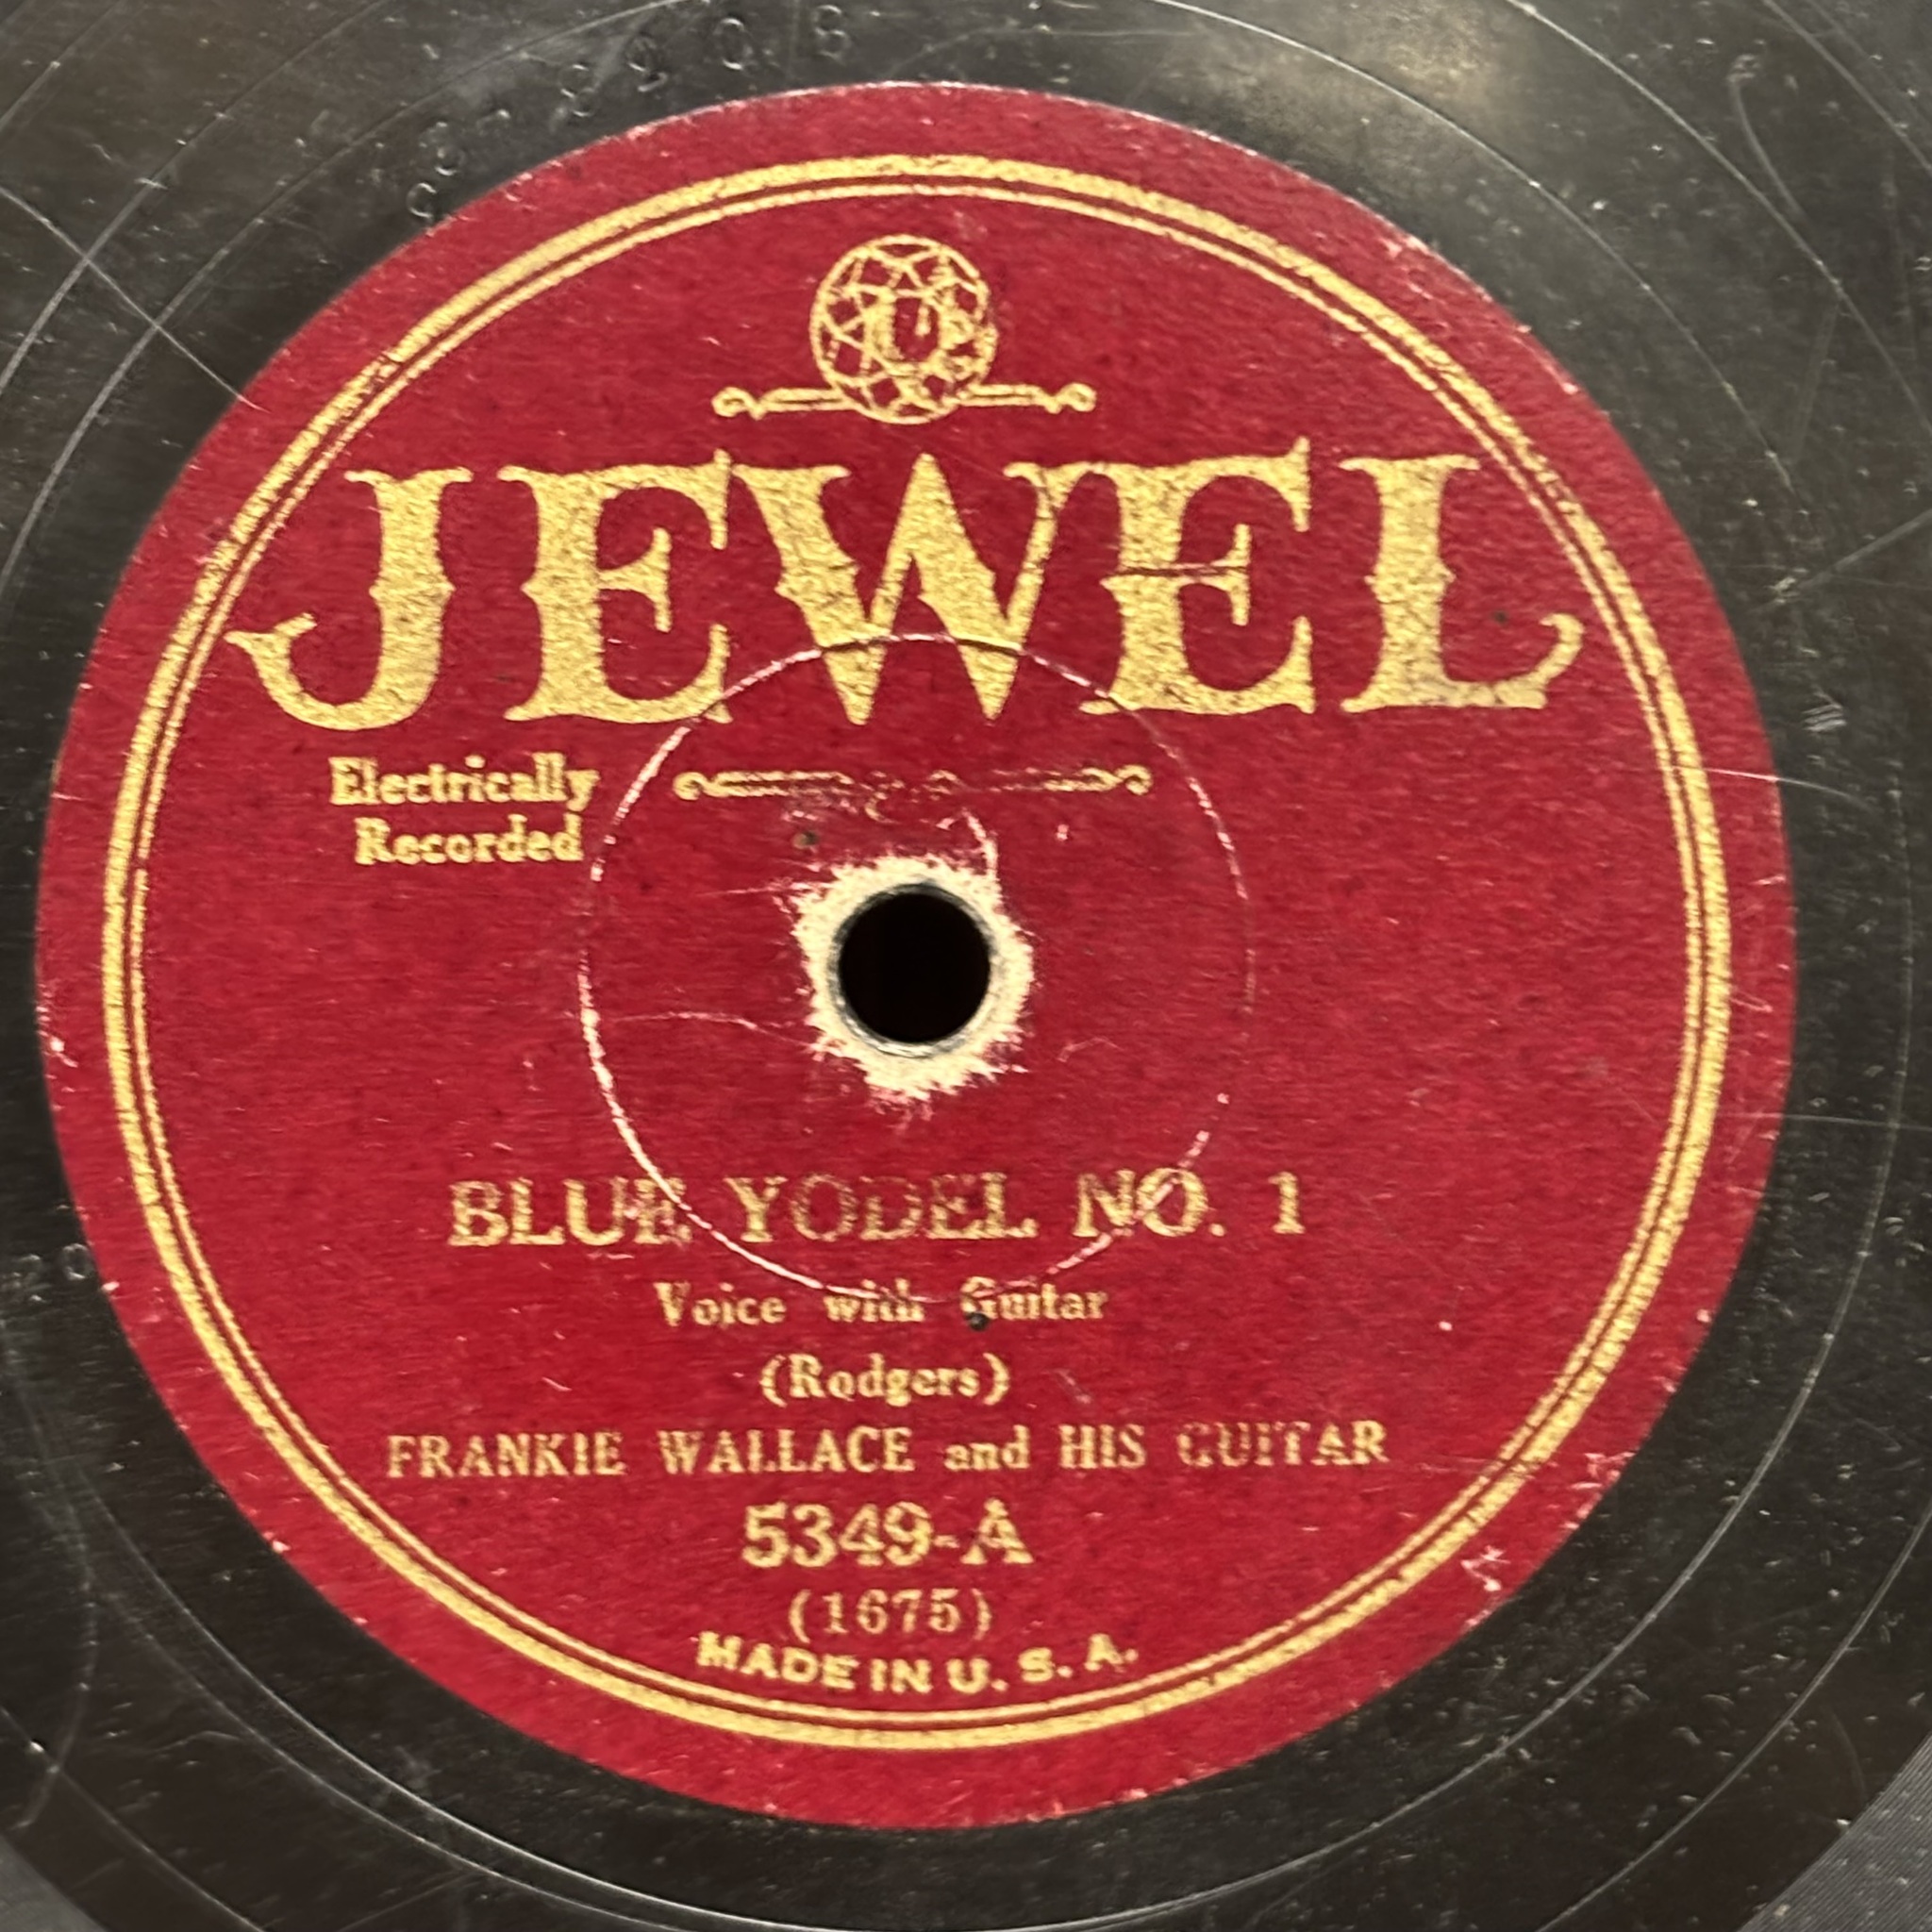 JEWEL
Electrically
Recorded
BLUE YODEL NO. 1
Voice with Guitar
(Rodgers)
FRANKIE WALLACE and HIS GUITAR
5349-A
(1675)
MADE IN U. S. A.